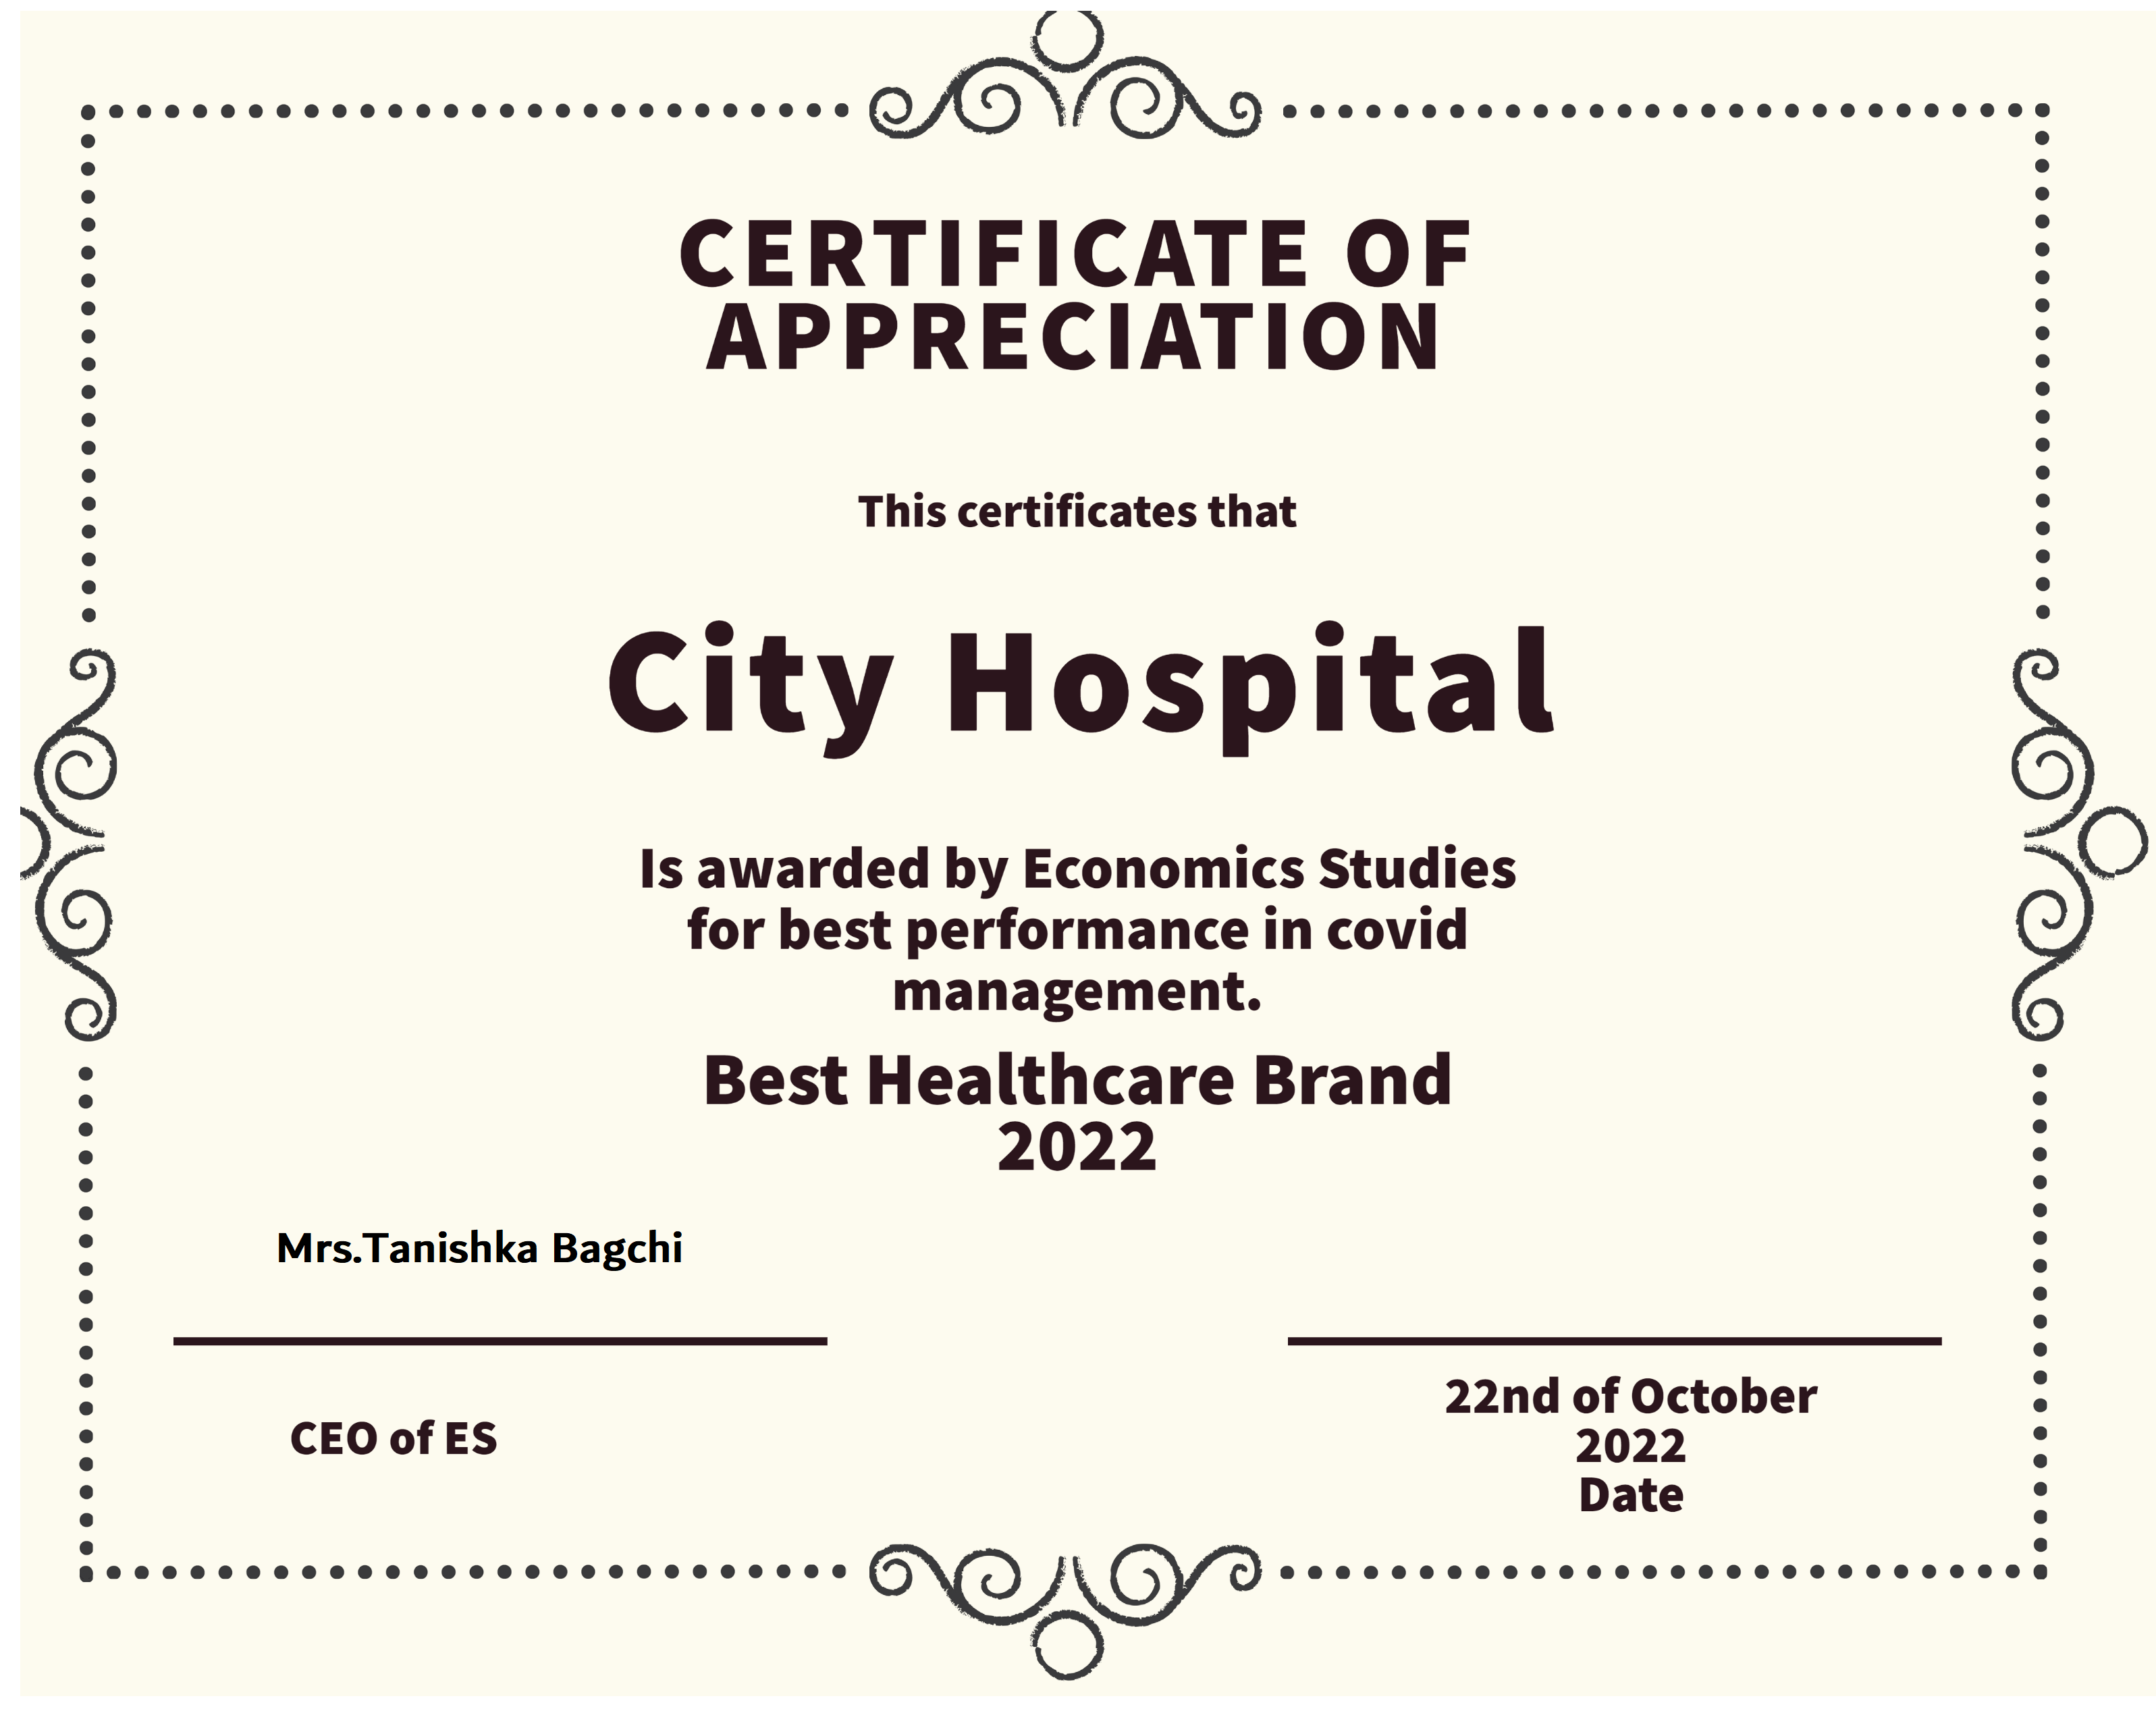 CERTIFICATE OF
APPRECIATION
This certificates that
City Hospital
Is awarded by Economics Studies
for best performance in covid
management.
Best Healthcare Brand
2022
Mrs.Tanishka Bagchi
CEO of ES
22nd of October
2022
Date